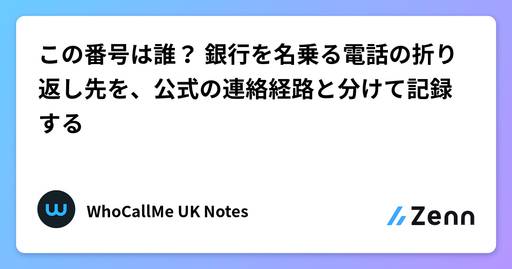 この番号は誰？ 銀行を名乗る電話の折り
返し先を、公式の連絡経路と分けて記録
する
WhoCallMe UK Notes
Zenn